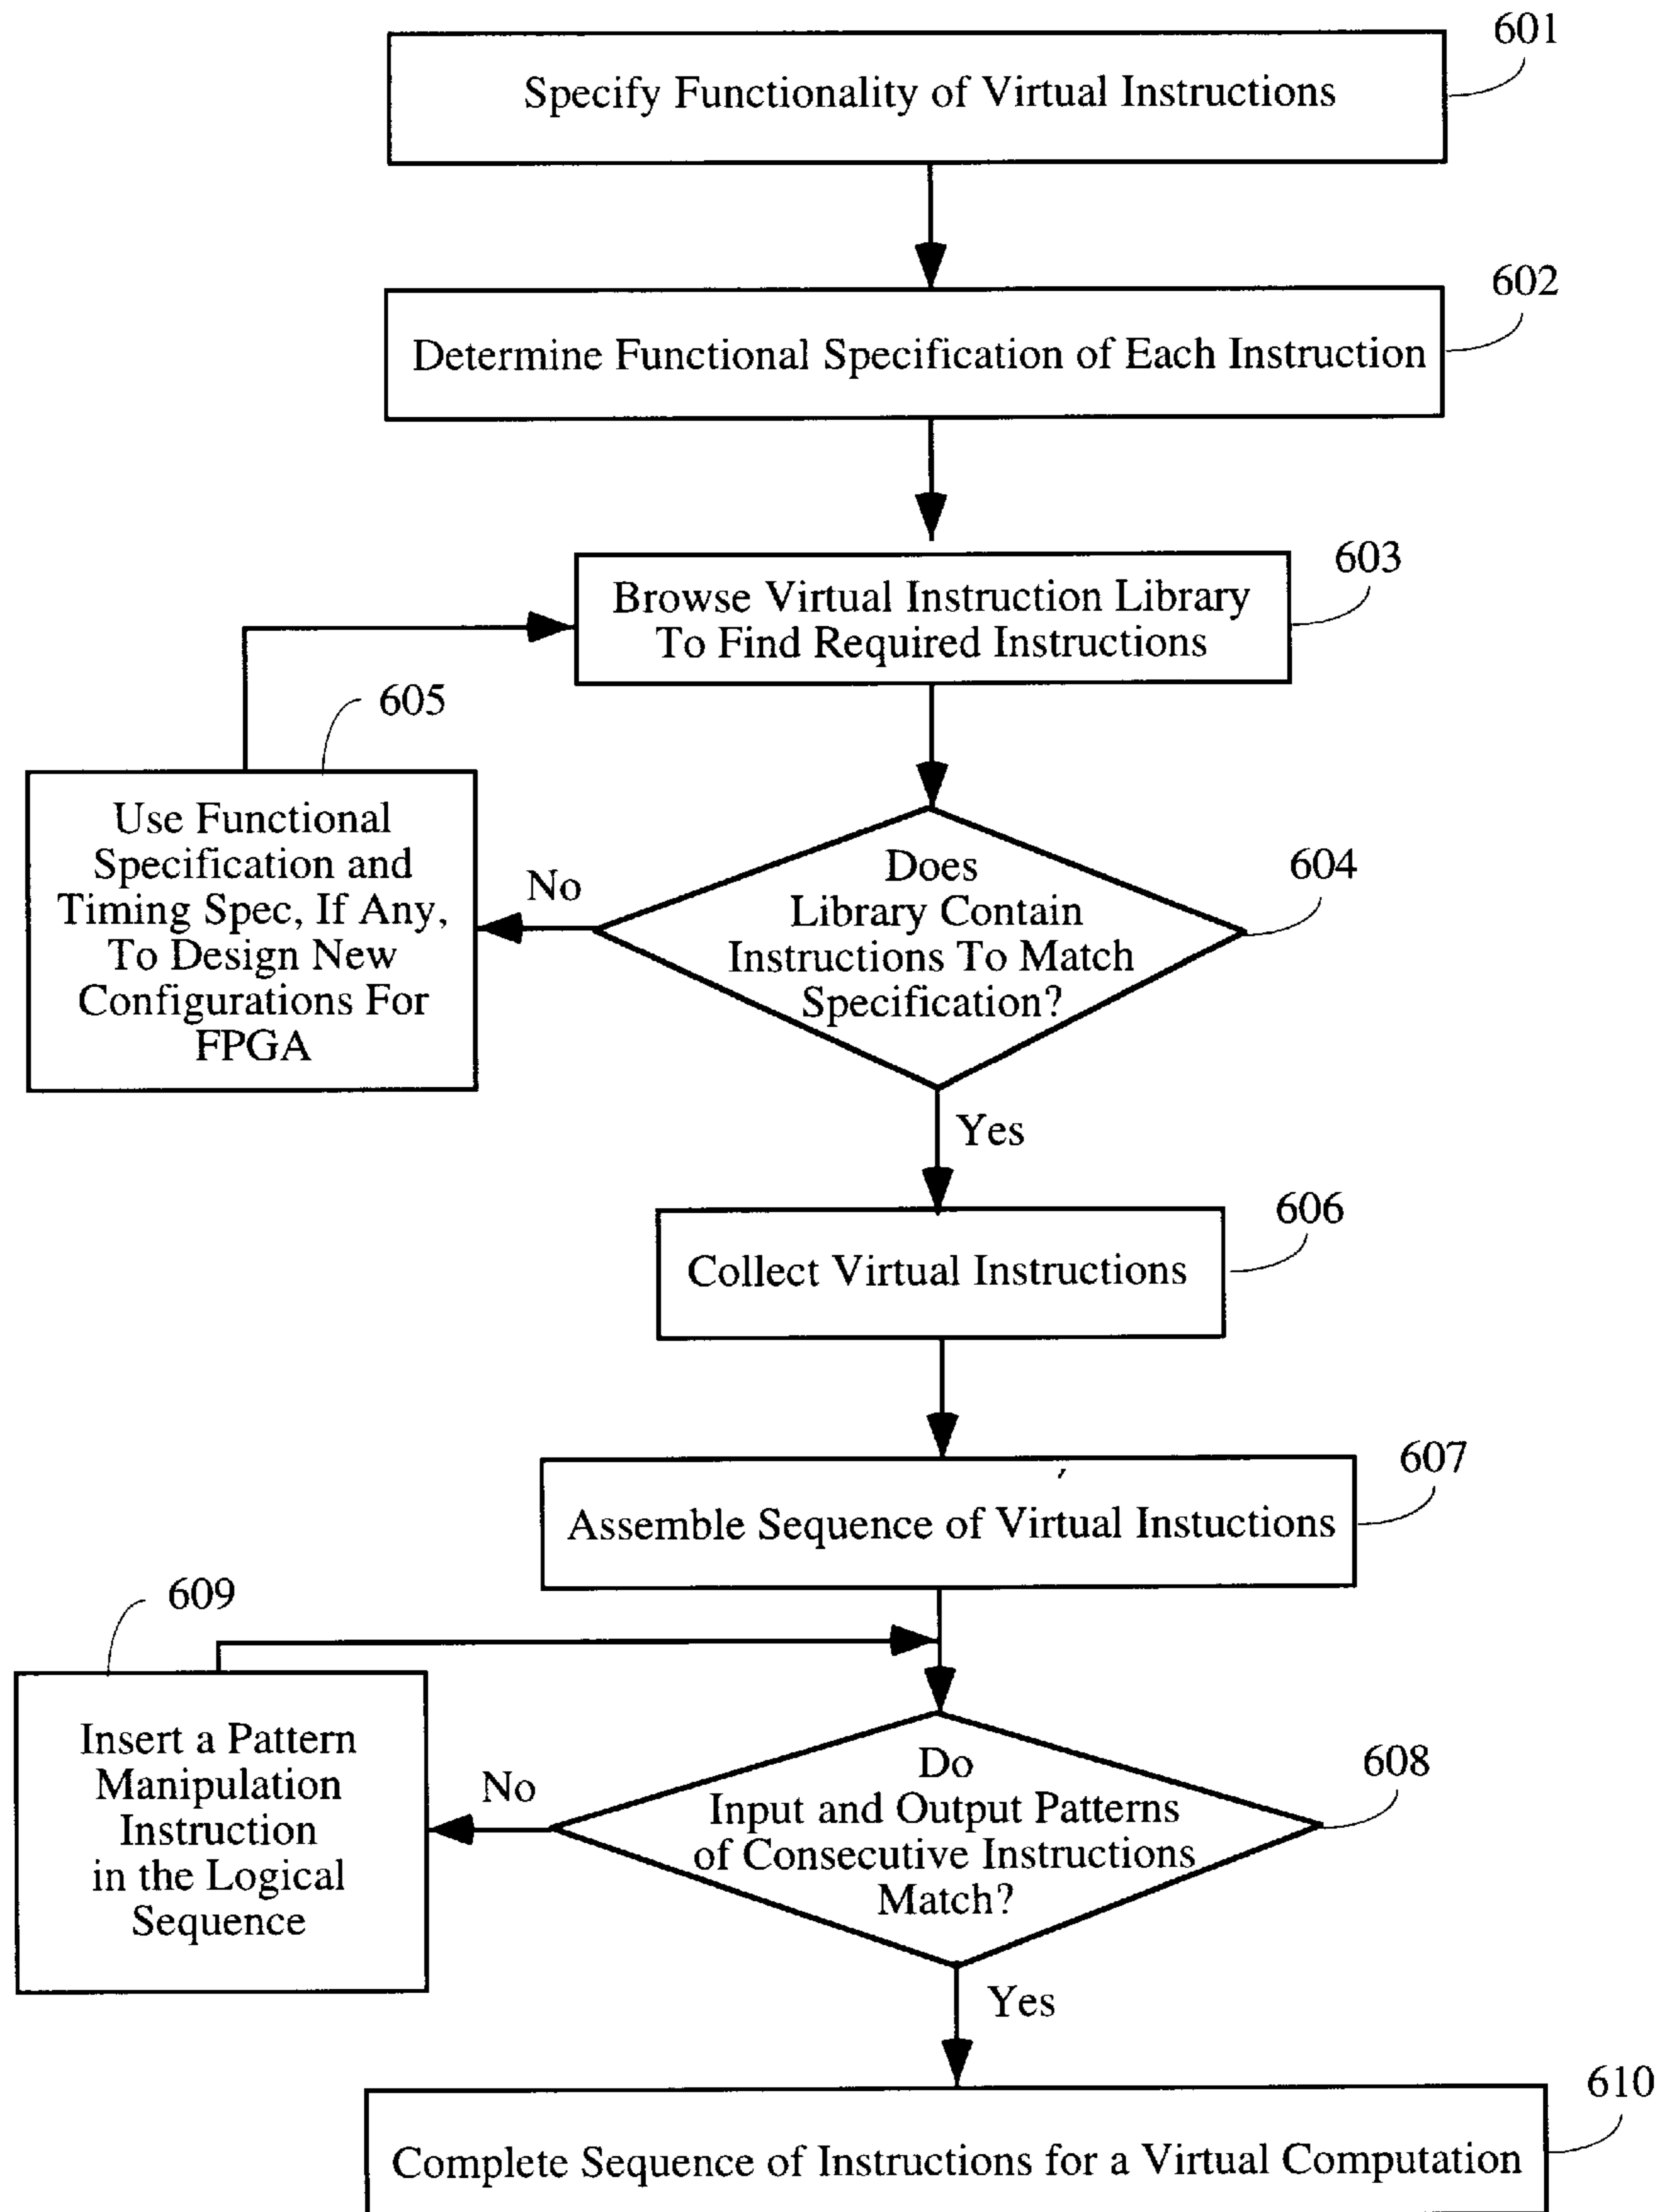 601
Specify Functionality of Virtual Instructions
602
Determine Functional Specification of Each Instruction
603
Browse Virtual Instruction Library
To Find Required Instructions
605
Use Functional
Specification and
Timing Spec, If Any,
To Design New
Configurations For
FPGA
No
604
Does
Library Contain
Instructions To Match
Specification?
Yes
606
Collect Virtual Instructions
607
Assemble Sequence of Virtual Instuctions
609
Insert a Pattern
Manipulation
Instruction
in the Logical
Sequence
No
608
Do
Input and Output Patterns
of Consecutive Instructions
Match?
Yes
610
Complete Sequence of Instructions for a Virtual Computation